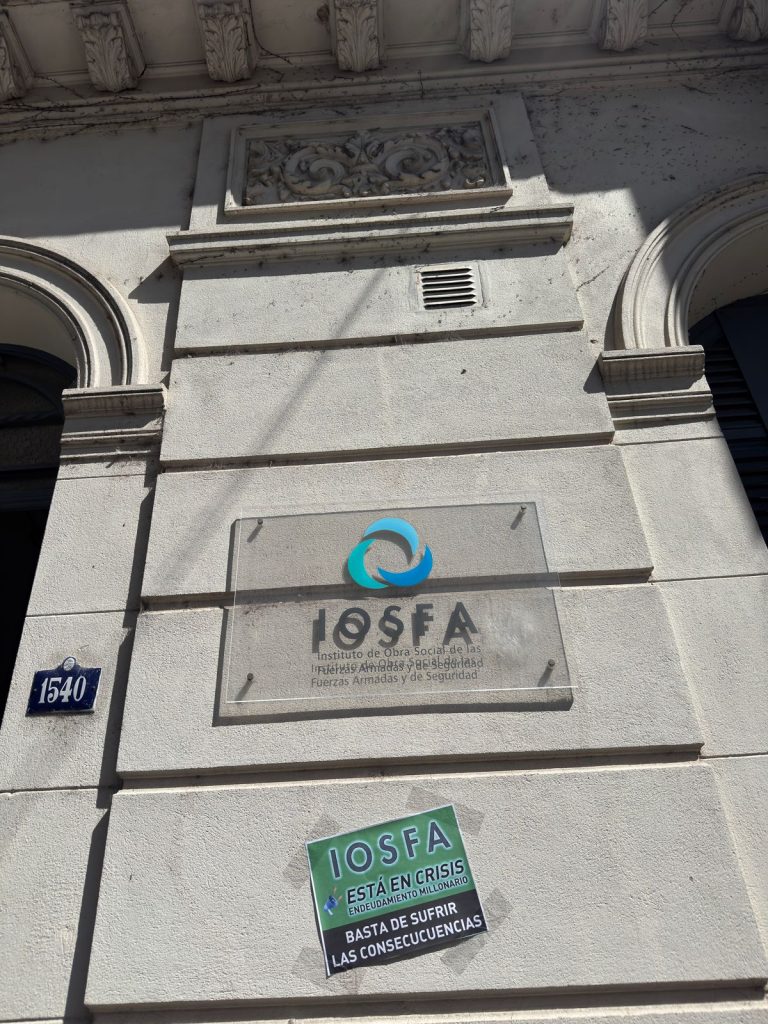 IOSFA
Instituto de Obra Social de las
Fuerzas Armadas y de Seguridad
1540
IOSFA
ESTÁ EN CRISIS
ENDEUDAMIENTO MILLONARIO
BASTA DE SUFRIR
LAS CONSECUCUENCIAS